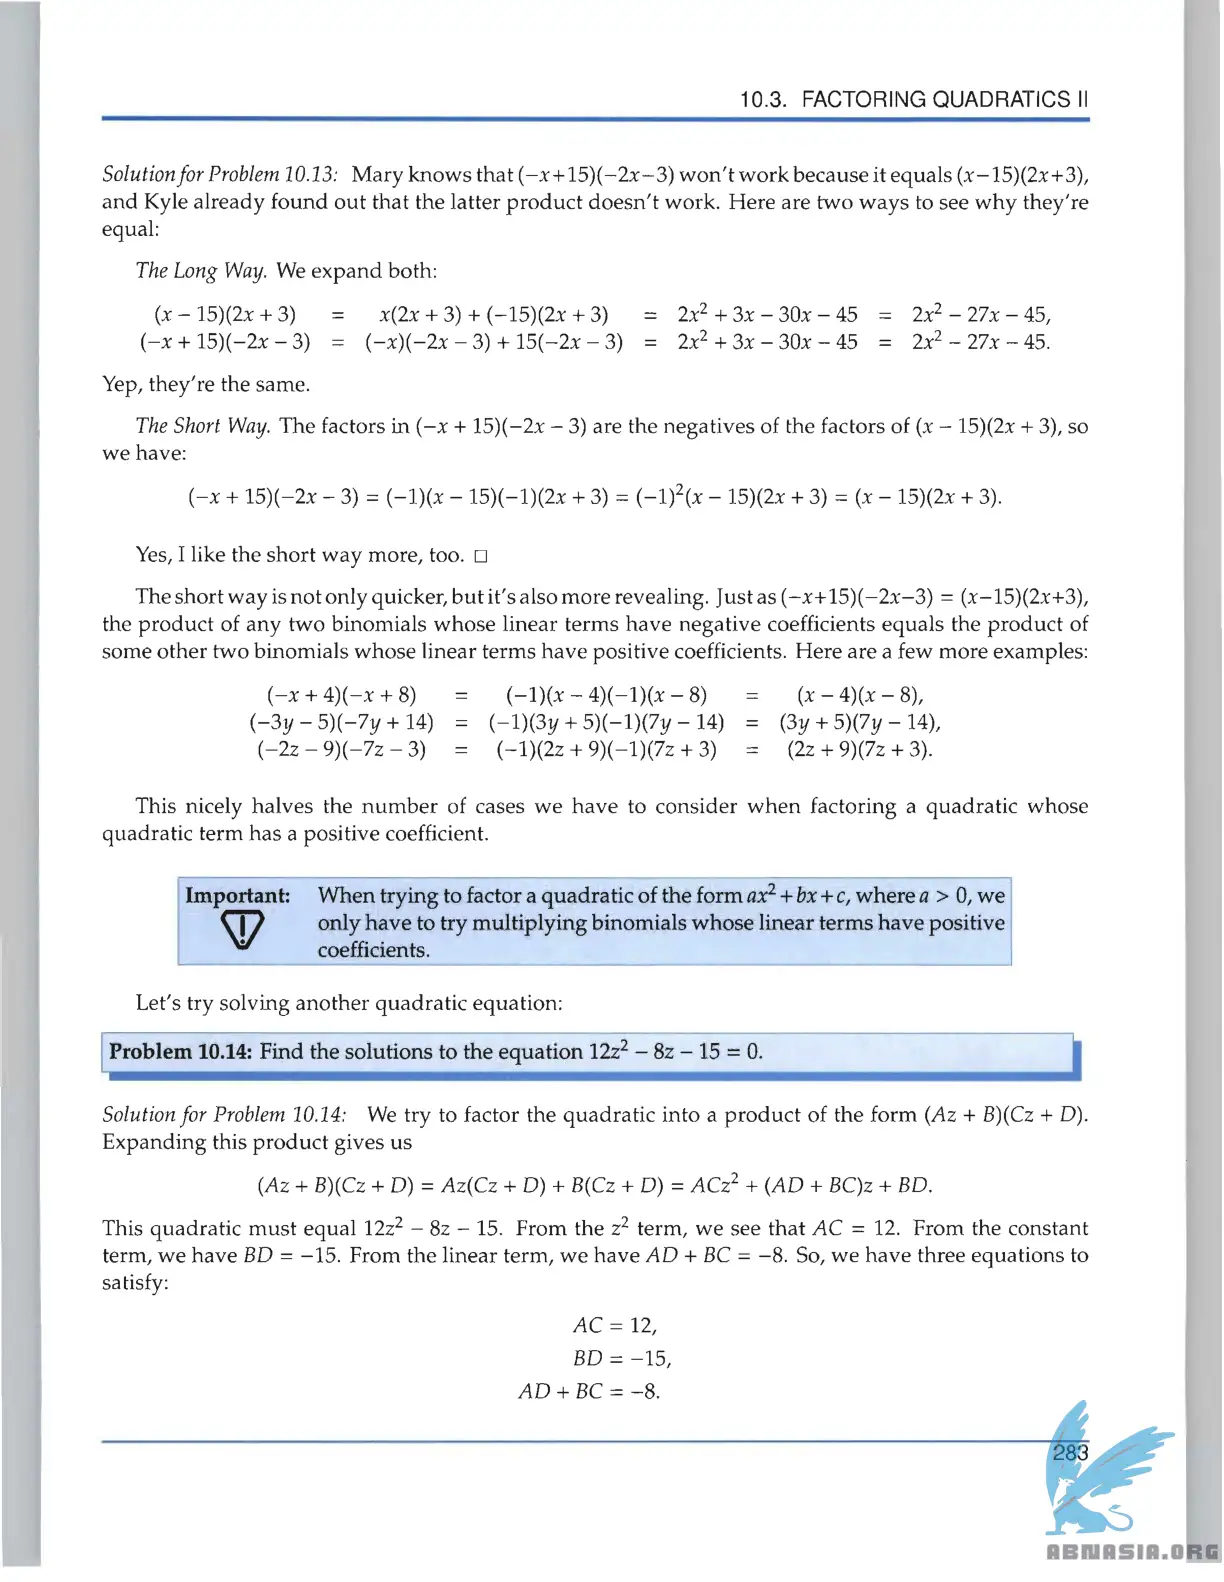 10.3. FACTORING QUADRATICS II
Solution for Problem 10.13: Mary knows that (−x+15)(−2x−3) won't work because it equals (x−15)(2x+3),
and Kyle already found out that the latter product doesn't work. Here are two ways to see why they're
equal:
The Long Way. We expand both:
(x − 15)(2x + 3) = x(2x + 3) + (−15)(2x + 3) = 2x² + 3x − 30x − 45 = 2x² − 27x − 45,
(−x + 15)(−2x − 3) = (−x)(−2x − 3) + 15(−2x − 3) = 2x² + 3x − 30x − 45 = 2x² − 27x − 45.
Yep, they're the same.
The Short Way. The factors in (−x + 15)(−2x − 3) are the negatives of the factors of (x − 15)(2x + 3), so
we have:
(−x + 15)(−2x − 3) = (−1)(x − 15)(−1)(2x + 3) = (−1)²(x − 15)(2x + 3) = (x − 15)(2x + 3).
Yes, I like the short way more, too. □
The short way is not only quicker, but it's also more revealing. Just as (−x+15)(−2x−3) = (x−15)(2x+3),
the product of any two binomials whose linear terms have negative coefficients equals the product of
some other two binomials whose linear terms have positive coefficients. Here are a few more examples:
(−x + 4)(−x + 8) = (−1)(x − 4)(−1)(x − 8) = (x − 4)(x − 8),
(−3y − 5)(−7y + 14) = (−1)(3y + 5)(−1)(7y − 14) = (3y + 5)(7y − 14),
(−2z − 9)(−7z − 3) = (−1)(2z + 9)(−1)(7z + 3) = (2z + 9)(7z + 3).
This nicely halves the number of cases we have to consider when factoring a quadratic whose
quadratic term has a positive coefficient.
Important: When trying to factor a quadratic of the form ax² + bx + c, where a > 0, we
only have to try multiplying binomials whose linear terms have positive
coefficients.
Let's try solving another quadratic equation:
Problem 10.14: Find the solutions to the equation 12z² − 8z − 15 = 0.
Solution for Problem 10.14: We try to factor the quadratic into a product of the form (Az + B)(Cz + D).
Expanding this product gives us
(Az + B)(Cz + D) = Az(Cz + D) + B(Cz + D) = ACz² + (AD + BC)z + BD.
This quadratic must equal 12z² − 8z − 15. From the z² term, we see that AC = 12. From the constant
term, we have BD = −15. From the linear term, we have AD + BC = −8. So, we have three equations to
satisfy:
AC = 12,
BD = −15,
AD + BC = −8.
283
ABNASIA.ORG